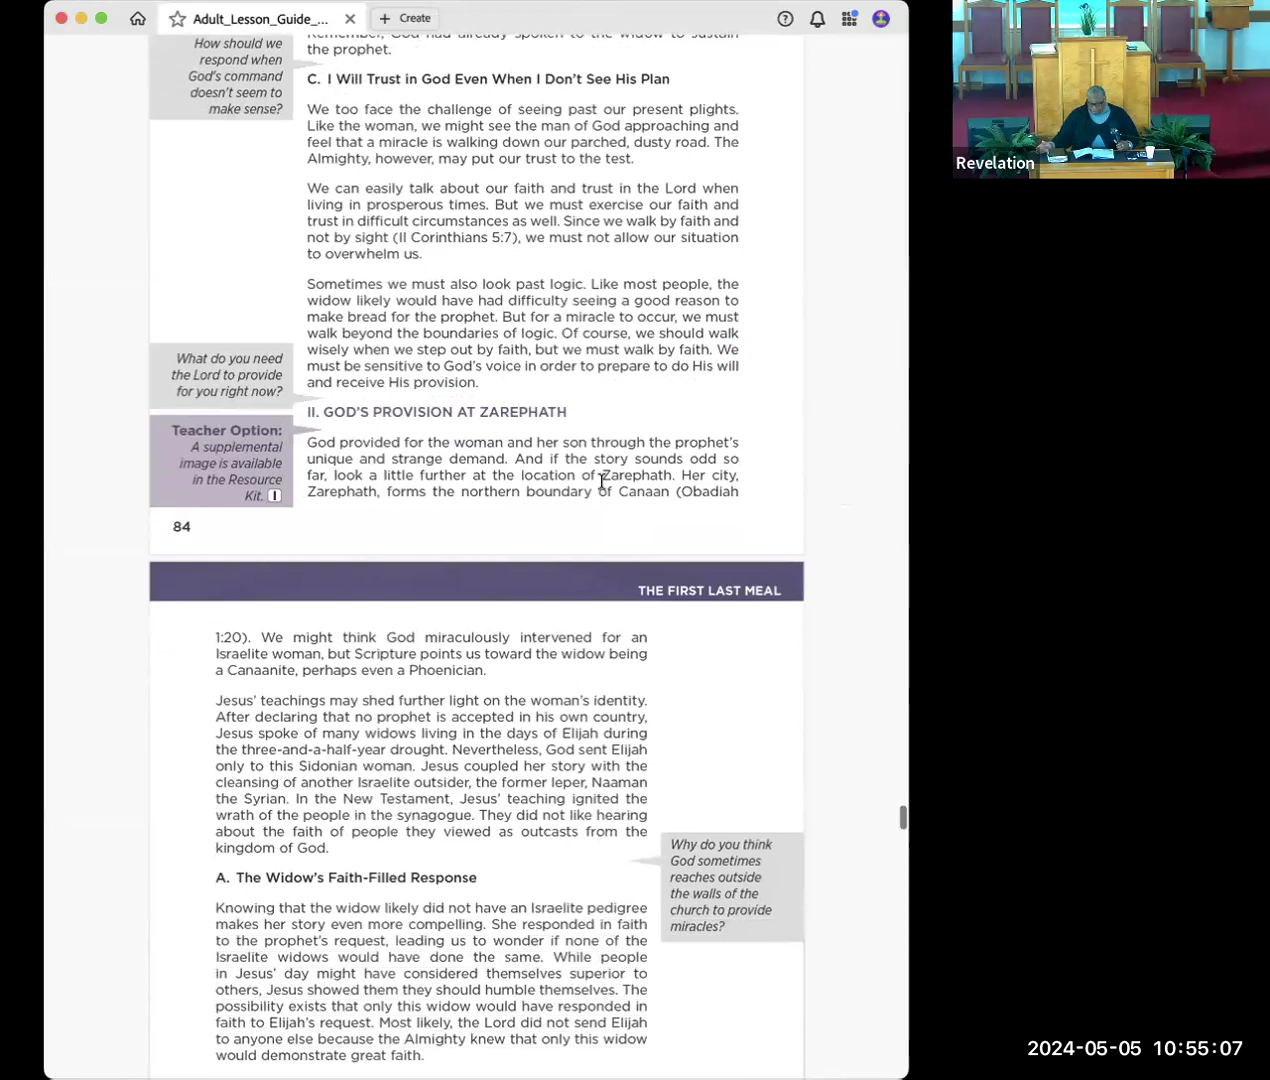 Adult_Lesson_Guide_...
Create
Remember, God had already spoken to the widow to sustain
the prophet.
How should we
respond when
God's command
doesn't seem to
make sense?
C. I Will Trust in God Even When I Don't See His Plan
We too face the challenge of seeing past our present plights.
Like the woman, we might see the man of God approaching and
feel that a miracle is walking down our parched, dusty road. The
Almighty, however, may put our trust to the test.
We can easily talk about our faith and trust in the Lord when
living in prosperous times. But we must exercise our faith and
trust in difficult circumstances as well. Since we walk by faith and
not by sight (II Corinthians 5:7), we must not allow our situation
to overwhelm us.
Sometimes we must also look past logic. Like most people, the
widow likely would have had difficulty seeing a good reason to
make bread for the prophet. But for a miracle to occur, we must
walk beyond the boundaries of logic. Of course, we should walk
wisely when we step out by faith, but we must walk by faith. We
must be sensitive to God's voice in order to prepare to do His will
and receive His provision.
What do you need
the Lord to provide
for you right now?
II. GOD'S PROVISION AT ZAREPHATH
Teacher Option:
A supplemental
image is available
in the Resource
Kit. I
God provided for the woman and her son through the prophet's
unique and strange demand. And if the story sounds odd so
far, look a little further at the location of Zarephath. Her city,
Zarephath, forms the northern boundary of Canaan (Obadiah
84
THE FIRST LAST MEAL
1:20). We might think God miraculously intervened for an
Israelite woman, but Scripture points us toward the widow being
a Canaanite, perhaps even a Phoenician.
Jesus' teachings may shed further light on the woman's identity.
After declaring that no prophet is accepted in his own country,
Jesus spoke of many widows living in the days of Elijah during
the three-and-a-half-year drought. Nevertheless, God sent Elijah
only to this Sidonian woman. Jesus coupled her story with the
cleansing of another Israelite outsider, the former leper, Naaman
the Syrian. In the New Testament, Jesus' teaching ignited the
wrath of the people in the synagogue. They did not like hearing
about the faith of people they viewed as outcasts from the
kingdom of God.
Why do you think
God sometimes
reaches outside
the walls of the
church to provide
miracles?
A. The Widow's Faith-Filled Response
Knowing that the widow likely did not have an Israelite pedigree
makes her story even more compelling. She responded in faith
to the prophet's request, leading us to wonder if none of the
Israelite widows would have done the same. While people
in Jesus' day might have considered themselves superior to
others, Jesus showed them they should humble themselves. The
possibility exists that only this widow would have responded in
faith to Elijah's request. Most likely, the Lord did not send Elijah
to anyone else because the Almighty knew that only this widow
would demonstrate great faith.
Revelation
2024-05-05 10:55:07